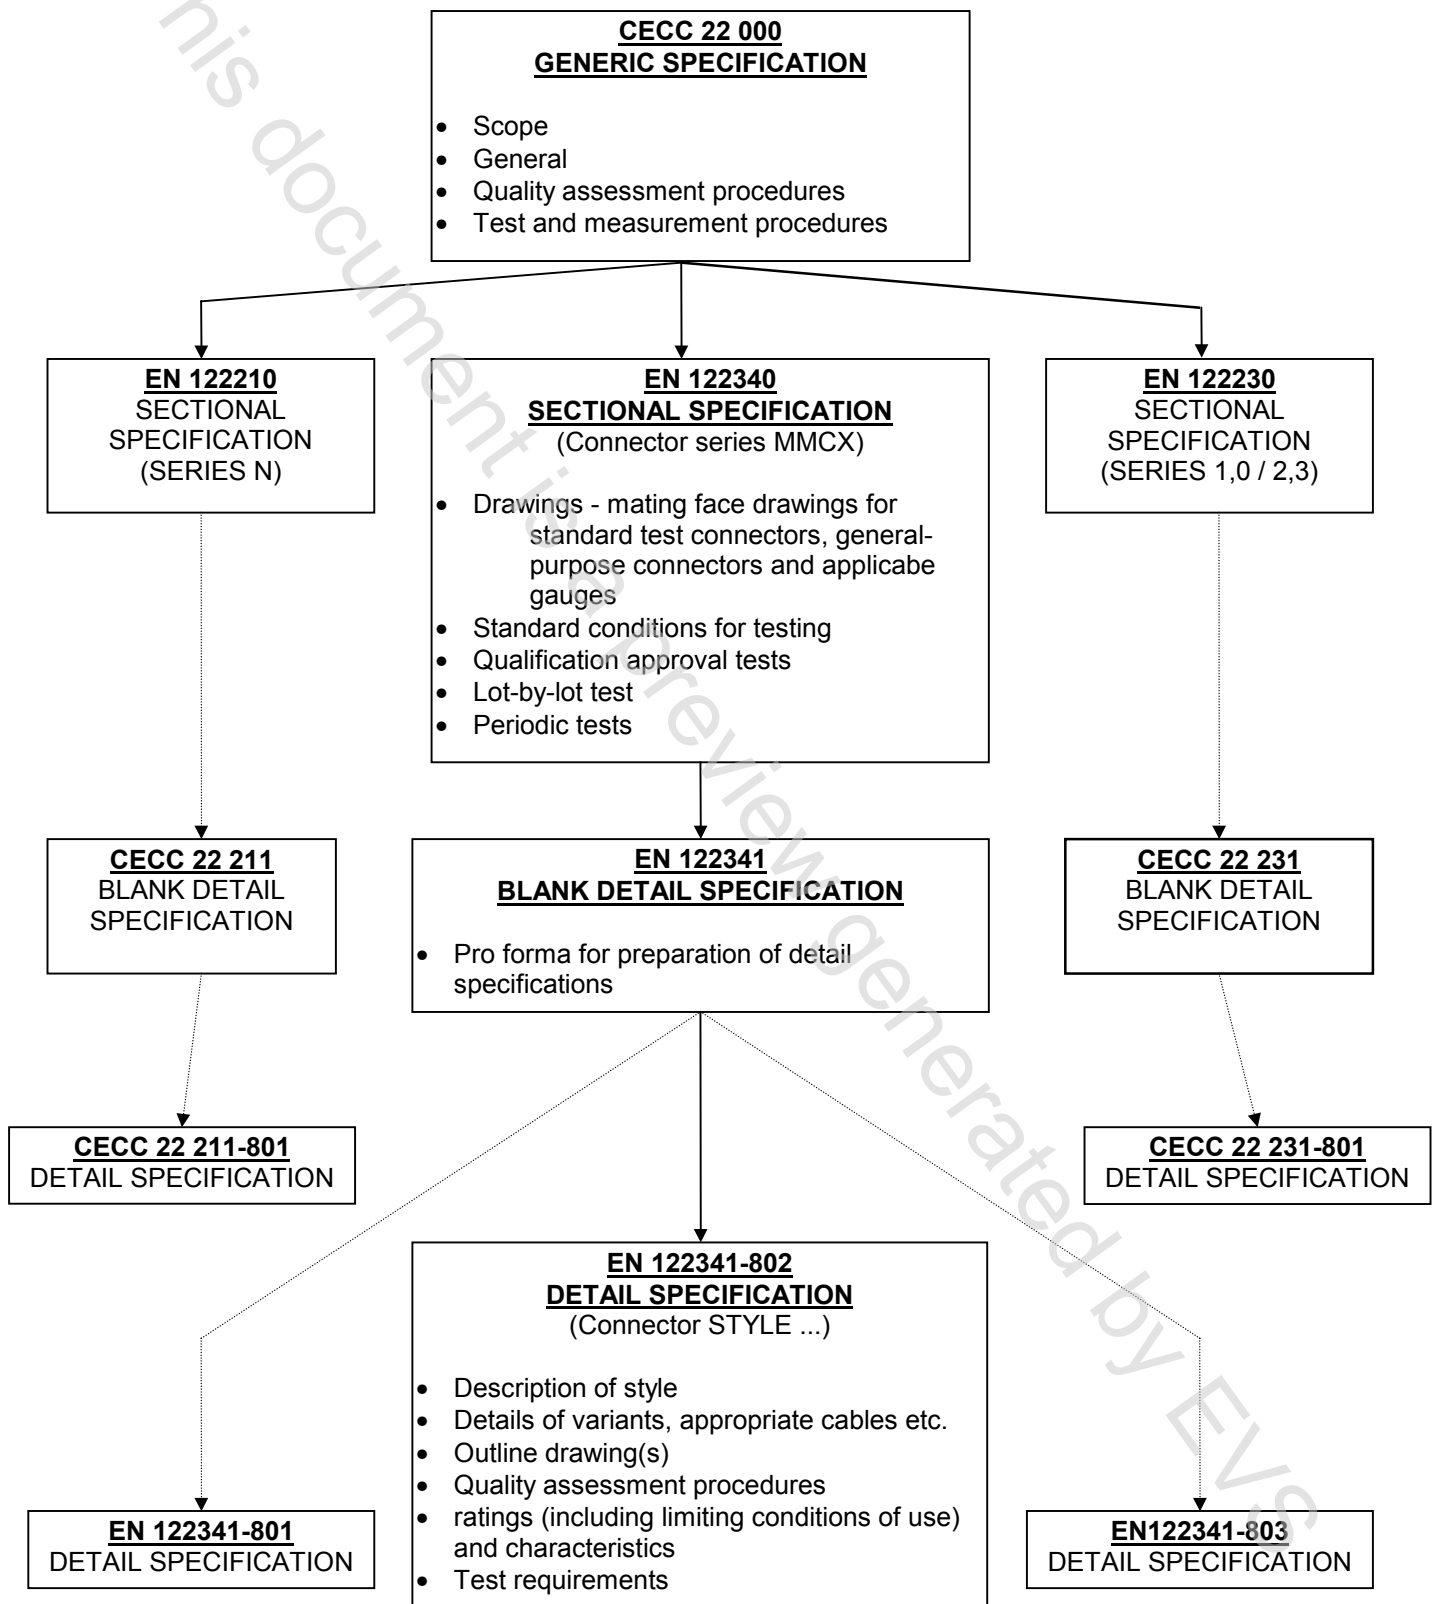 CECC 22 000
GENERIC SPECIFICATION
• Scope
• General
• Quality assessment procedures
• Test and measurement procedures
EN 122210
SECTIONAL
SPECIFICATION
(SERIES N)
EN 122340
SECTIONAL SPECIFICATION
(Connector series MMCX)
• Drawings - mating face drawings for
standard test connectors, general-
purpose connectors and applicabe
gauges
• Standard conditions for testing
• Qualification approval tests
• Lot-by-lot test
• Periodic tests
EN 122230
SECTIONAL
SPECIFICATION
(SERIES 1,0 / 2,3)
CECC 22 211
BLANK DETAIL
SPECIFICATION
EN 122341
BLANK DETAIL SPECIFICATION
• Pro forma for preparation of detail
specifications
CECC 22 231
BLANK DETAIL
SPECIFICATION
CECC 22 211-801
DETAIL SPECIFICATION
CECC 22 231-801
DETAIL SPECIFICATION
EN 122341-802
DETAIL SPECIFICATION
(Connector STYLE ...)
• Description of style
• Details of variants, appropriate cables etc.
• Outline drawing(s)
• Quality assessment procedures
• ratings (including limiting conditions of use)
and characteristics
• Test requirements
EN 122341-801
DETAIL SPECIFICATION
EN122341-803
DETAIL SPECIFICATION
his document is a preview generated by EVS